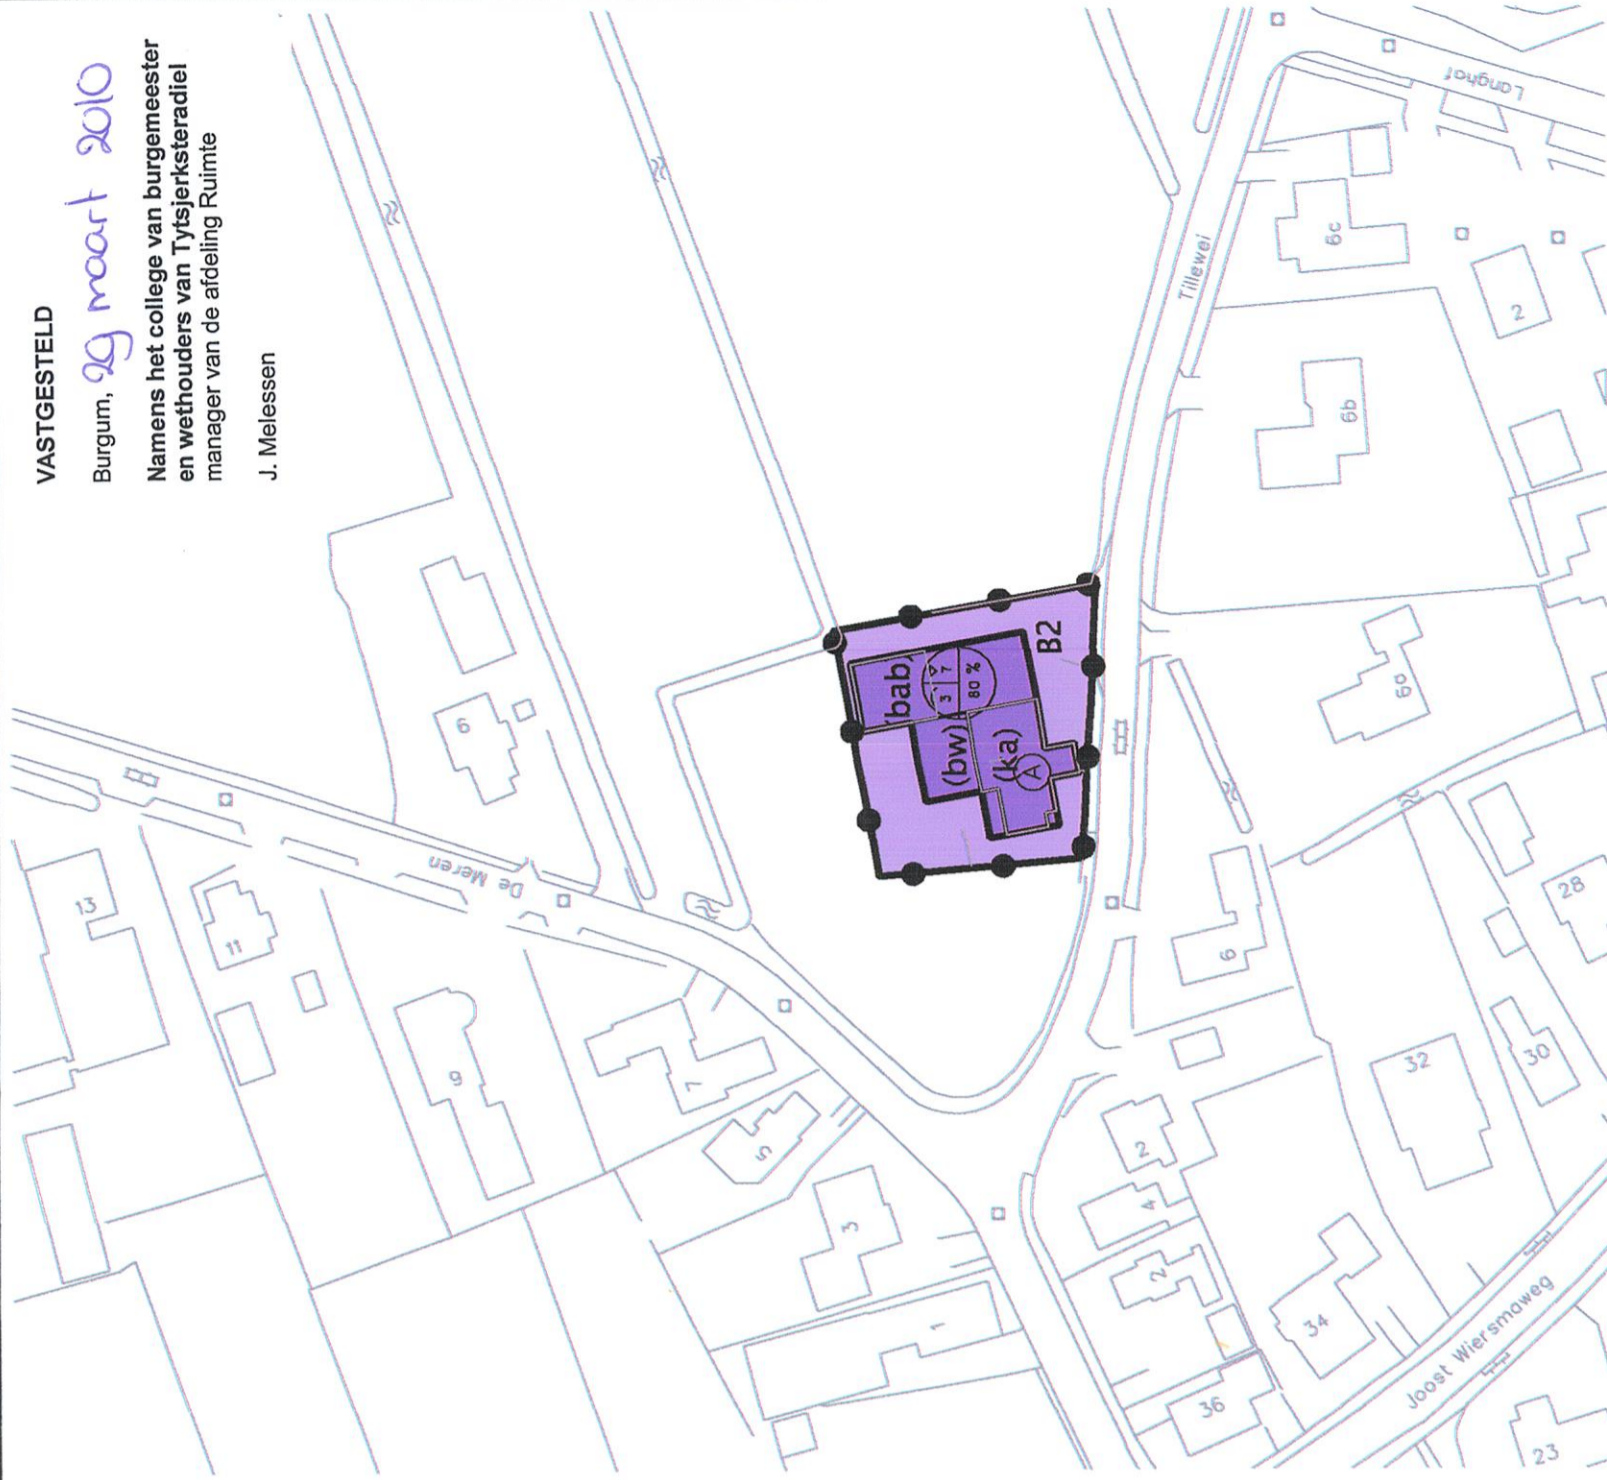 VASTGESTELD
Burgum, 29 maart 2010
Namens het college van burgemeester
en wethouders van Tytsjerksteradiel
manager van de afdeling Ruimte
J. Melessen
Langhof
Tillewei
6c
2
6b
6
13
11
De Meren
(bab)
3 7
80 %
B2
(bw)
(ka)
A
6a
9
7
5
3
1
6
28
30
32
2
4
2
34
36
Joost Wiersmaweg
23